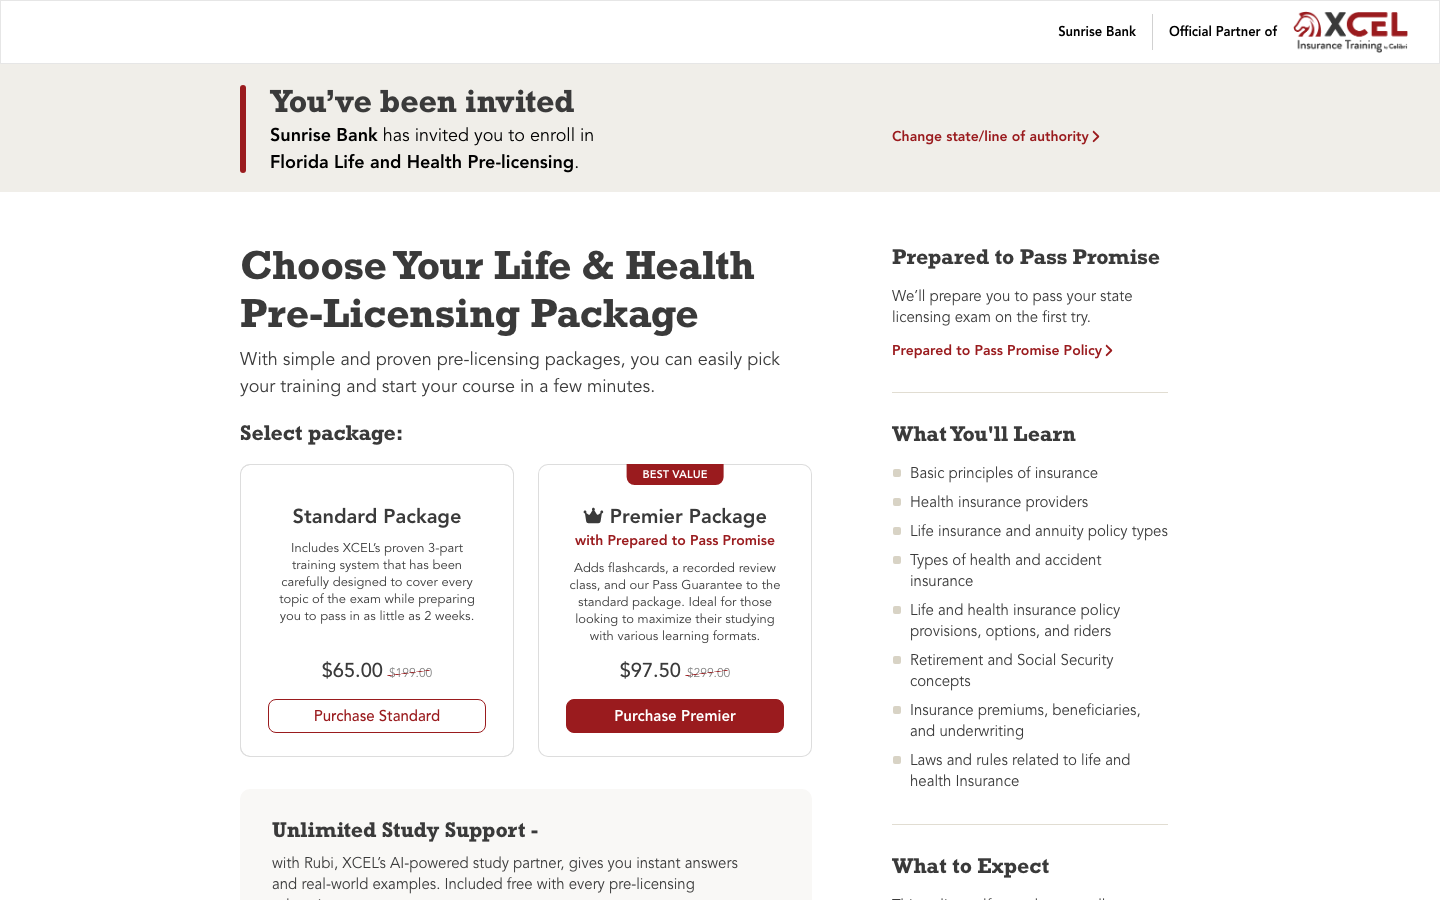 Sunrise Bank
Official Partner of
XCEL
Insurance Training by Colibri
You’ve been invited
Sunrise Bank has invited you to enroll in
Florida Life and Health Pre-licensing.
Change state/line of authority
Choose Your Life & Health
Pre-Licensing Package
With simple and proven pre-licensing packages, you can easily pick
your training and start your course in a few minutes.
Select package:
Standard Package
Includes XCEL’s proven 3-part
training system that has been
carefully designed to cover every
topic of the exam while preparing
you to pass in as little as 2 weeks.
$65.00 $199.00
Purchase Standard
BEST VALUE
Premier Package
with Prepared to Pass Promise
Adds flashcards, a recorded review
class, and our Pass Guarantee to the
standard package. Ideal for those
looking to maximize their studying
with various learning formats.
$97.50 $299.00
Purchase Premier
Unlimited Study Support -
with Rubi, XCEL’s AI-powered study partner, gives you instant answers
and real-world examples. Included free with every pre-licensing
Prepared to Pass Promise
We’ll prepare you to pass your state
licensing exam on the first try.
Prepared to Pass Promise Policy
What You'll Learn
Basic principles of insurance
Health insurance providers
Life insurance and annuity policy types
Types of health and accident
insurance
Life and health insurance policy
provisions, options, and riders
Retirement and Social Security
concepts
Insurance premiums, beneficiaries,
and underwriting
Laws and rules related to life and
health Insurance
What to Expect